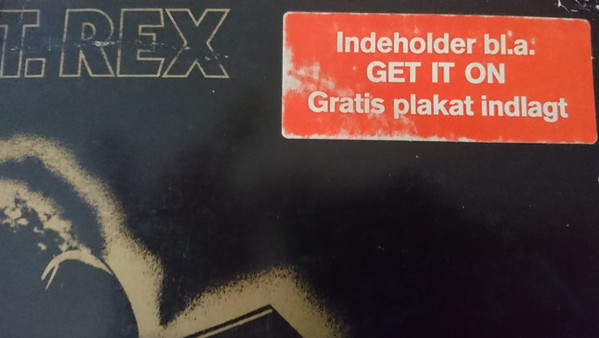 T. REX
Indeholder bl.a.
GET IT ON
Gratis plakat indlagt